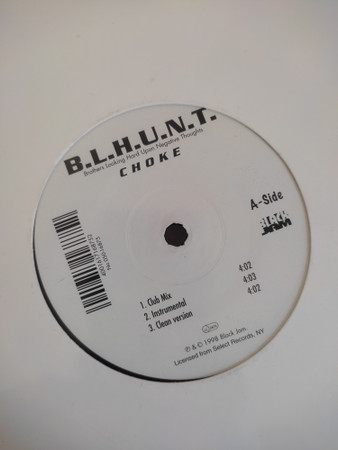 B.L.H.U.N.T.
Brothers Looking Hard Upon Negative Thoughts
CHOKE
A-Side
BLACK JAM
1. Club Mix 4:02
2. Instrumental 4:03
3. Clean version 4:02
℗ & © 1998 Black Jam
Licensed from Select Records, NY